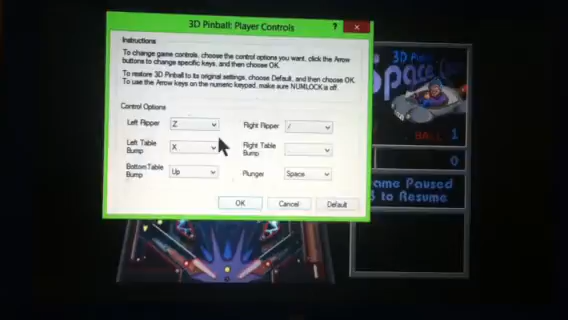 3D Pinball: Player Controls
?
x
Instructions
To change game controls, choose the control options you want, click the Arrow
buttons to change specific keys, and then choose OK.
To restore 3D Pinball to its original settings, choose Default, and then choose OK.
To use the Arrow keys on the numeric keypad, make sure NUMLOCK is off.
Control Options
Left Flipper
Z
Right Flipper
/
Left Table
Bump
X
Right Table
Bump
.
Bottom Table
Bump
Up
Plunger
Space
OK
Cancel
Default
3D Pin
Space
BALL 1
0
ame Paused
to Resume